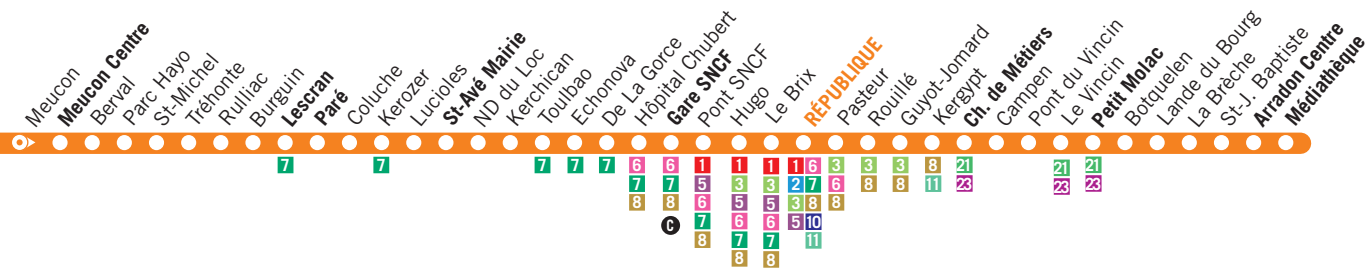 Meucon
Meucon Centre
Berval
Parc Hayo
St-Michel
Tréhonte
Rulliac
Burguin
Lescran
Paré
Coluche
Kerozer
Lucioles
St-Avé Mairie
ND du Loc
Kerchican
Toulbao
Echonova
De La Gorce
Hôpital Chubert
Gare SNCF
Pont SNCF
Hugo
Le Brix
RÉPUBLIQUE
Pasteur
Rouillé
Guyot-Jomard
Kergypt
Ch. de Métiers
Campen
Pont du Vincin
Le Vincin
Petit Molac
Botquelen
Lande du Bourg
La Brèche
St-J. Baptiste
Arradon Centre
Médiathèque
7 7 7 7 7 6 6 1 1 1 1 6 3 3 3 8 21 21 21
7 7 5 3 3 2 7 6 8 8 11 23 23 23
8 8 6 5 5 3 8 8
C 7 6 6 5 10
8 7 7 11
8 8